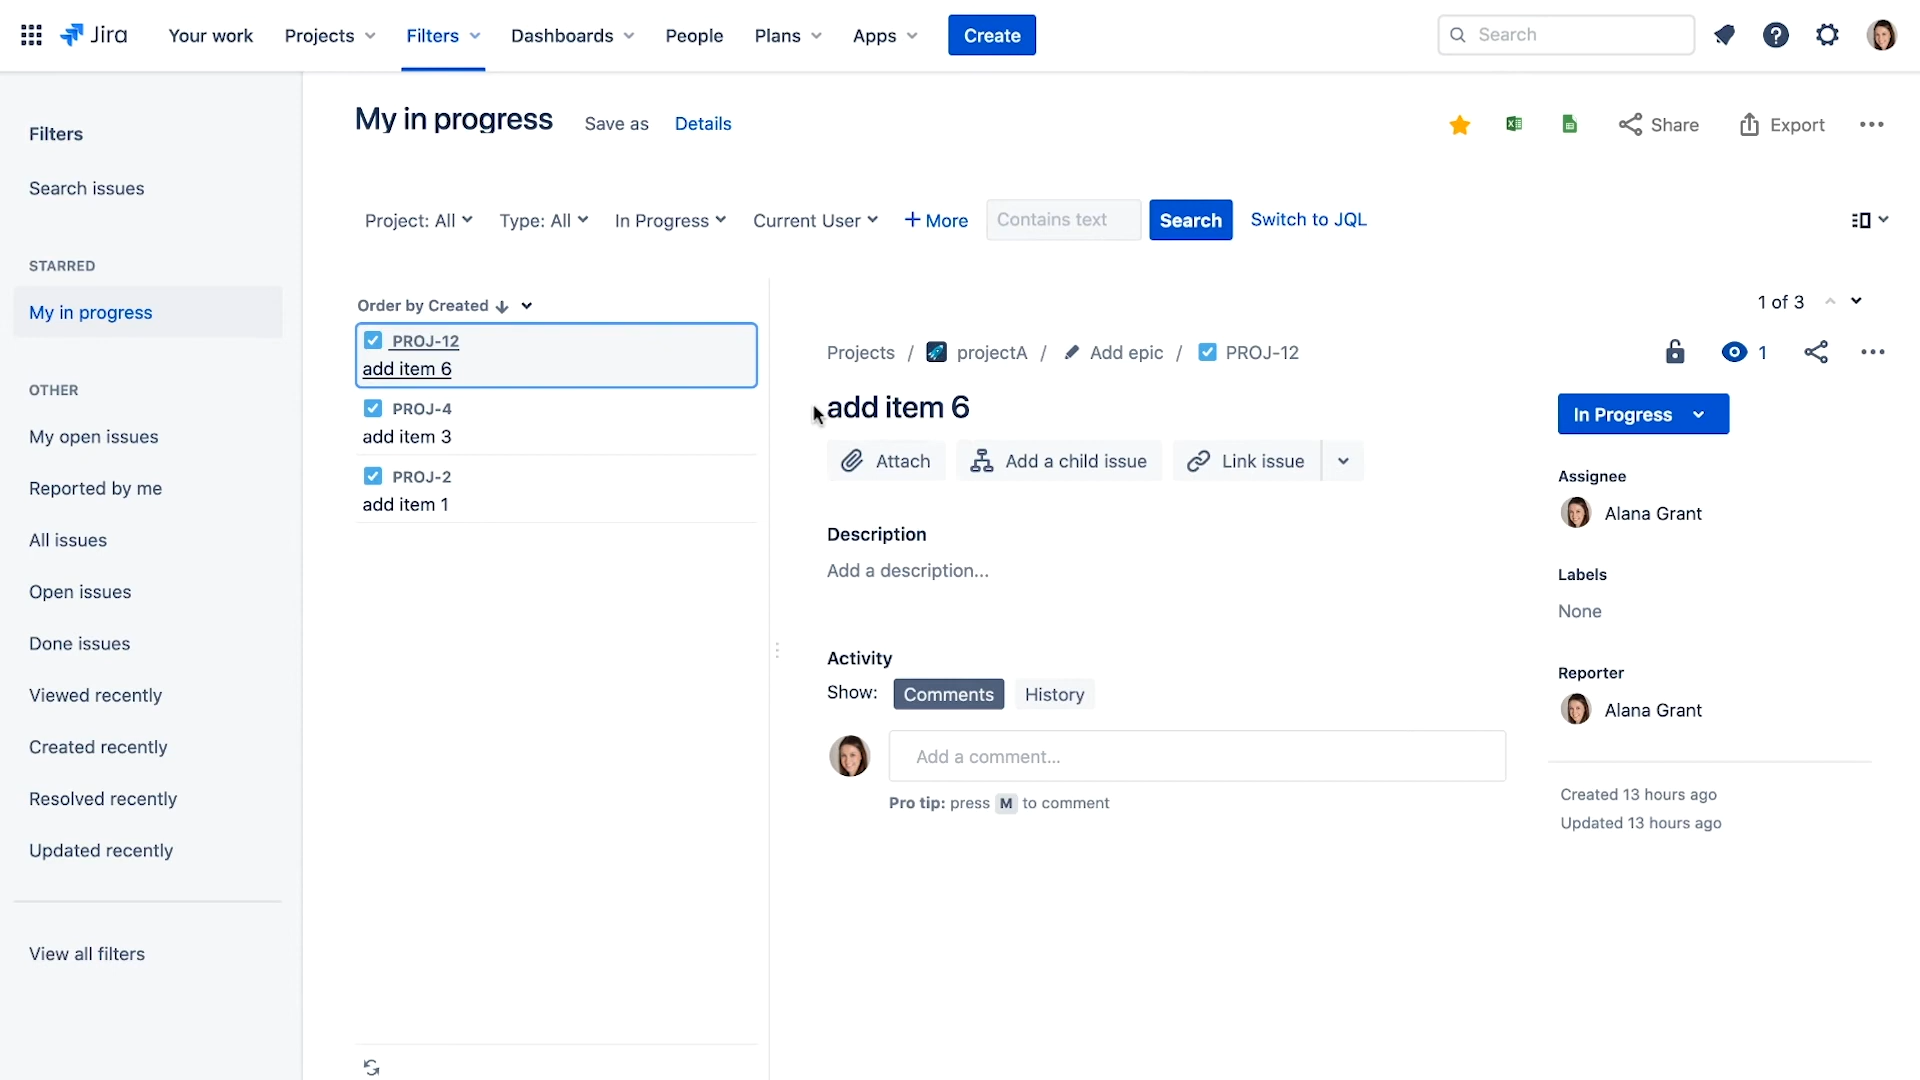 Jira
Your work
Projects
Filters
Dashboards
People
Plans
Apps
Create
Search
Filters
Search issues
STARRED
My in progress
OTHER
My open issues
Reported by me
All issues
Open issues
Done issues
Viewed recently
Created recently
Resolved recently
Updated recently
View all filters
My in progress
Save as
Details
Share
Export
Project: All
Type: All
In Progress
Current User
+ More
Contains text
Search
Switch to JQL
Order by Created
PROJ-12
add item 6
PROJ-4
add item 3
PROJ-2
add item 1
1 of 3
Projects / projectA / Add epic / PROJ-12
1
add item 6
Attach
Add a child issue
Link issue
Description
Add a description...
Activity
Show: Comments History
Add a comment...
Pro tip: press M to comment
In Progress
Assignee
Alana Grant
Labels
None
Reporter
Alana Grant
Created 13 hours ago
Updated 13 hours ago